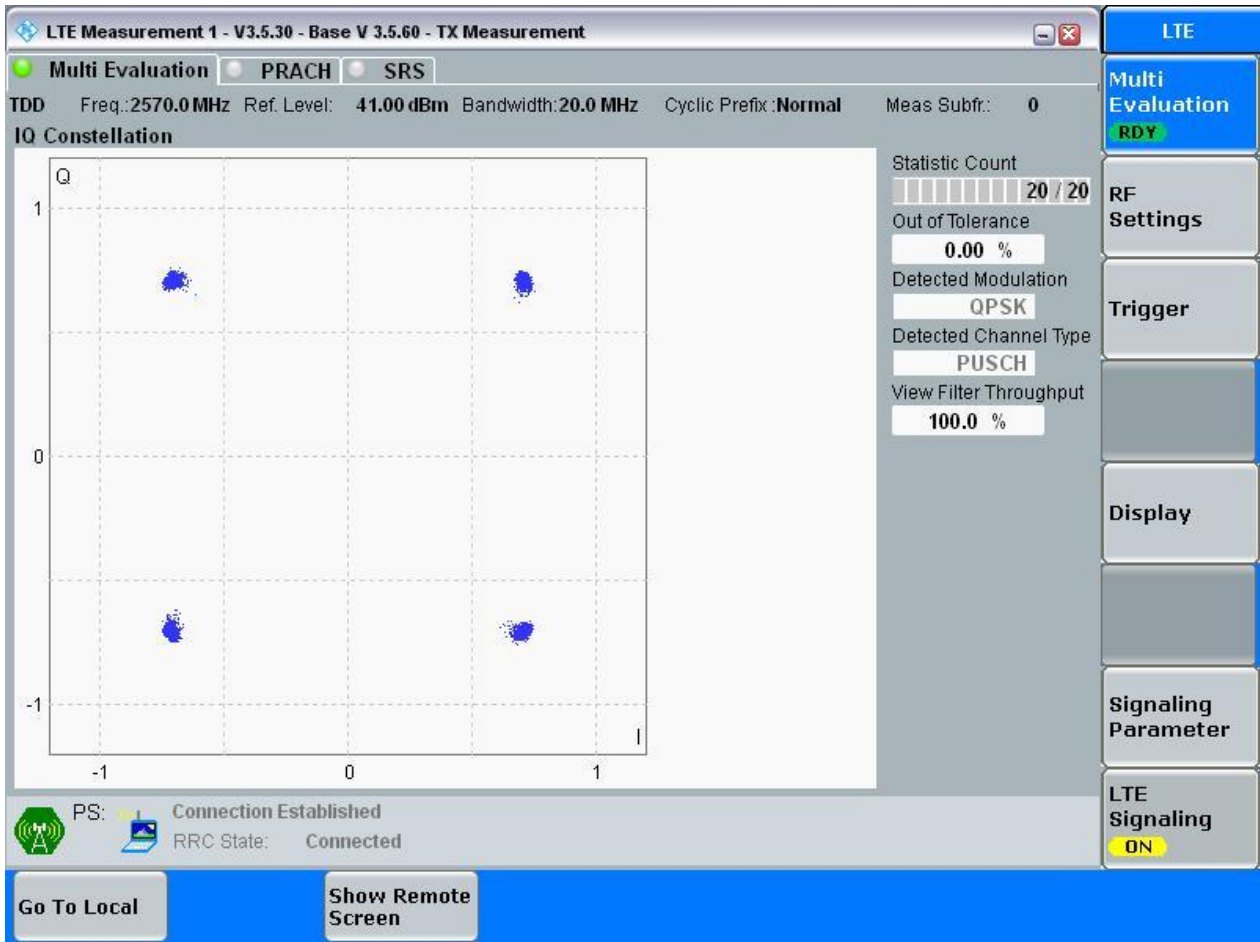 LTE Measurement 1 - V3.5.30 - Base V 3.5.60 - TX Measurement
LTE
Multi Evaluation PRACH SRS
TDD Freq.:2570.0 MHz Ref. Level: 41.00 dBm Bandwidth:20.0 MHz Cyclic Prefix :Normal Meas Subfr.: 0
IQ Constellation
Q
1
0
-1
I
-1 0 1
Statistic Count
20 / 20
Out of Tolerance
0.00 %
Detected Modulation
QPSK
Detected Channel Type
PUSCH
View Filter Throughput
100.0 %
Multi
Evaluation
RDY
RF
Settings
Trigger
Display
Signaling
Parameter
LTE
Signaling
ON
PS: Connection Established
RRC State: Connected
Go To Local
Show Remote
Screen